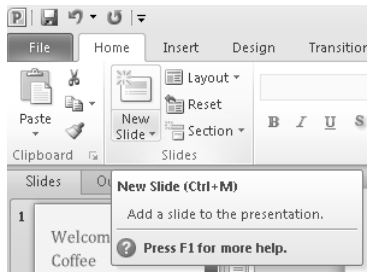 P
File Home Insert Design Transition
Paste
New Slide
Layout
Reset
Section
B I U S
Clipboard Slides
Slides
New Slide (Ctrl+M)
Add a slide to the presentation.
Press F1 for more help.
1
Welcom
Coffee